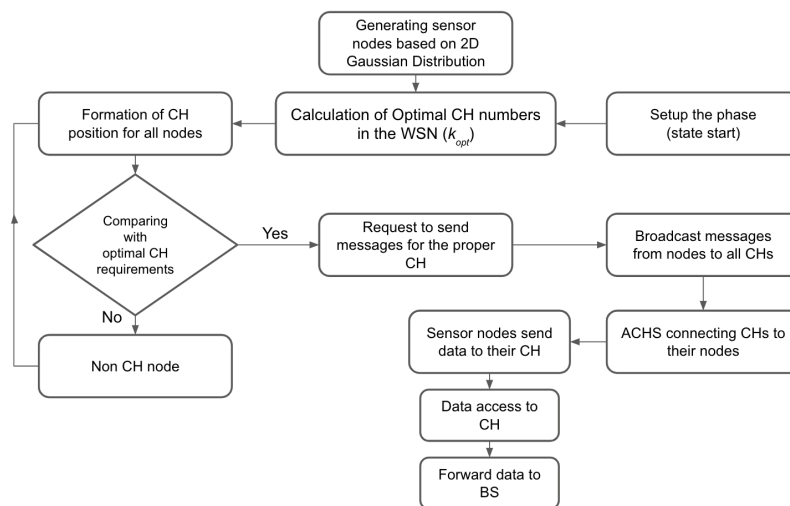 Generating sensor
nodes based on 2D
Gaussian Distribution
Formation of CH
position for all nodes
Calculation of Optimal CH numbers
in the WSN (k_opt)
Setup the phase
(state start)
Comparing
with
optimal CH
requirements
Yes
Request to send
messages for the proper
CH
Broadcast messages
from nodes to all CHs
No
Non CH node
Sensor nodes send
data to their CH
ACHS connecting CHs to
their nodes
Data access to
CH
Forward data to
BS